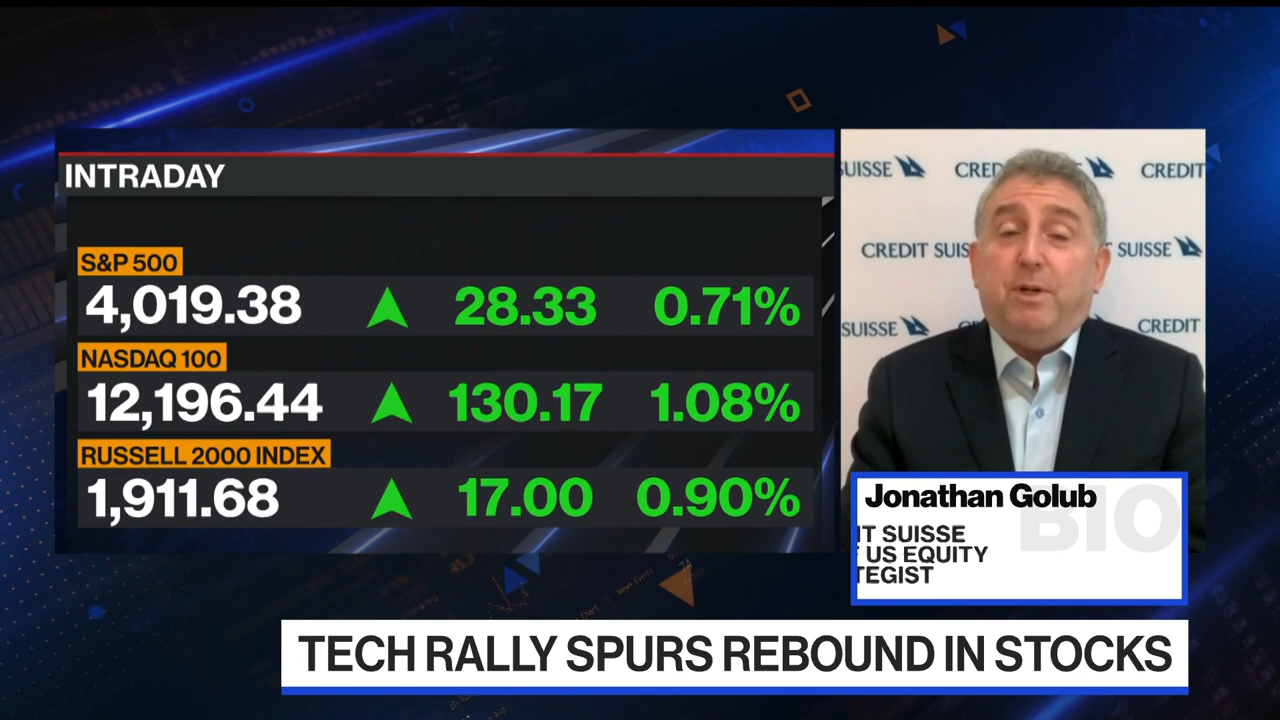 INTRADAY
S&P 500
4,019.38 28.33 0.71%
NASDAQ 100
12,196.44 130.17 1.08%
RUSSELL 2000 INDEX
1,911.68 17.00 0.90%
SUISSE CREDIT
CREDIT SUISSE
SUISSE CREDIT
Jonathan Golub
BIO
IT SUISSE
US EQUITY
TEGIST
TECH RALLY SPURS REBOUND IN STOCKS